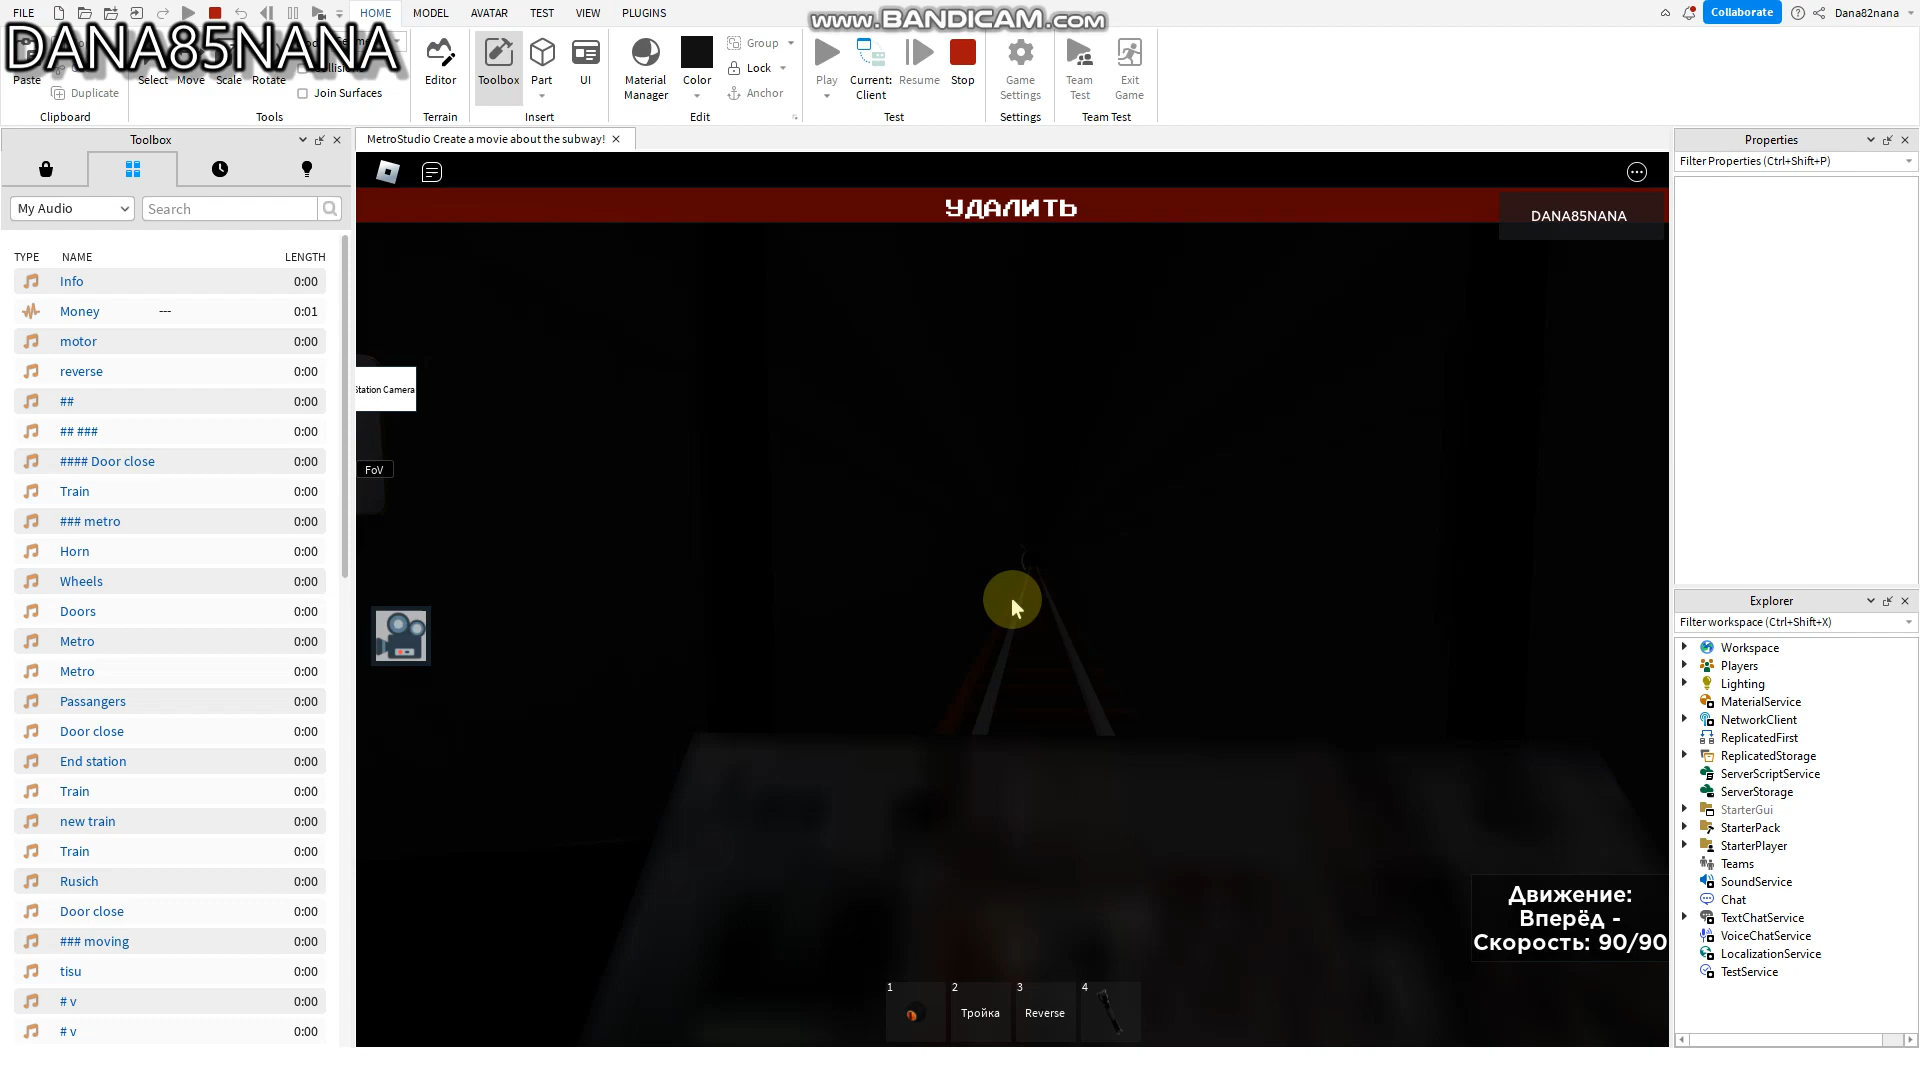 FILE HOME MODEL AVATAR TEST VIEW PLUGINS
www.BANDICAM.com
Collaborate Dana82nana
DANA85NANA
Paste Duplicate
Select Move Scale Rotate Join Surfaces
Editor Toolbox Part UI
Material Manager Color Group Lock Anchor
Play Current: Client Resume Stop
Game Settings Team Test Exit Game
Clipboard Tools Terrain Insert Edit Test Settings Team Test
Toolbox
My Audio Search
TYPE NAME LENGTH
Info 0:00
Money --- 0:01
motor 0:00
reverse 0:00
## 0:00
## ### 0:00
#### Door close 0:00
Train 0:00
### metro 0:00
Horn 0:00
Wheels 0:00
Doors 0:00
Metro 0:00
Metro 0:00
Passangers 0:00
Door close 0:00
End station 0:00
Train 0:00
new train 0:00
Train 0:00
Rusich 0:00
Door close 0:00
### moving 0:00
tisu 0:00
# v 0:00
# v 0:00
MetroStudio Create a movie about the subway!
УДАЛИТЬ
DANA85NANA
Station Camera
FoV
Движение:
Вперёд -
Скорость: 90/90
1 2 3 4
Тройка Reverse
Properties
Filter Properties (Ctrl+Shift+P)
Explorer
Filter workspace (Ctrl+Shift+X)
Workspace
Players
Lighting
MaterialService
NetworkClient
ReplicatedFirst
ReplicatedStorage
ServerScriptService
ServerStorage
StarterGui
StarterPack
StarterPlayer
Teams
SoundService
Chat
TextChatService
VoiceChatService
LocalizationService
TestService